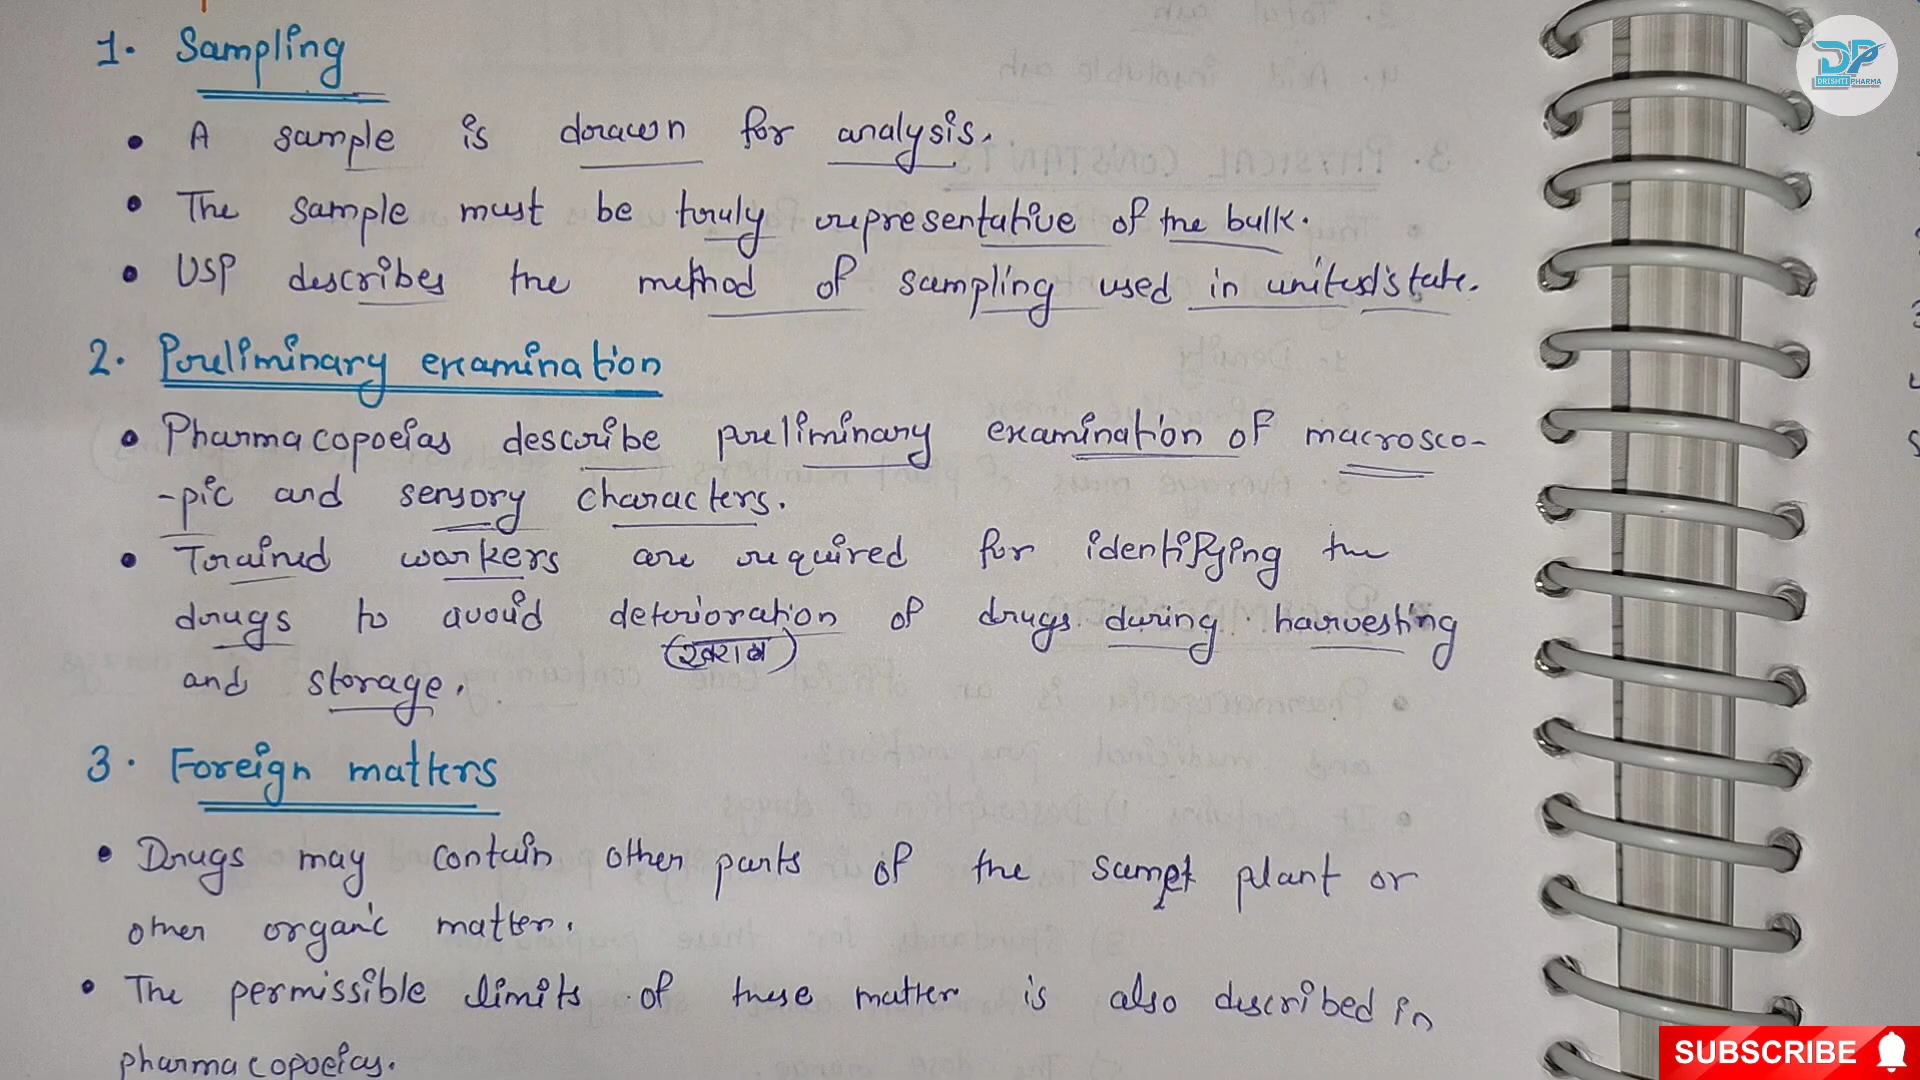 1. Sampling
• A sample is drawn for analysis.
• The sample must be truly representative of the bulk.
• USP describes the method of sampling used in united state.
2. Preliminary examination
• Pharmacopoeias describe preliminary examination of macrosco-
-pic and sensory characters.
• Trained workers are required for identifying the
drugs to avoid deterioration of drugs during harvesting
(खराब)
and storage.
3. Foreign matters
• Drugs may contain other parts of the plant or
other organic matter.
• The permissible limits of these matter is also described in
pharmacopoeias.
DP
DRISHTI PHARMA
SUBSCRIBE